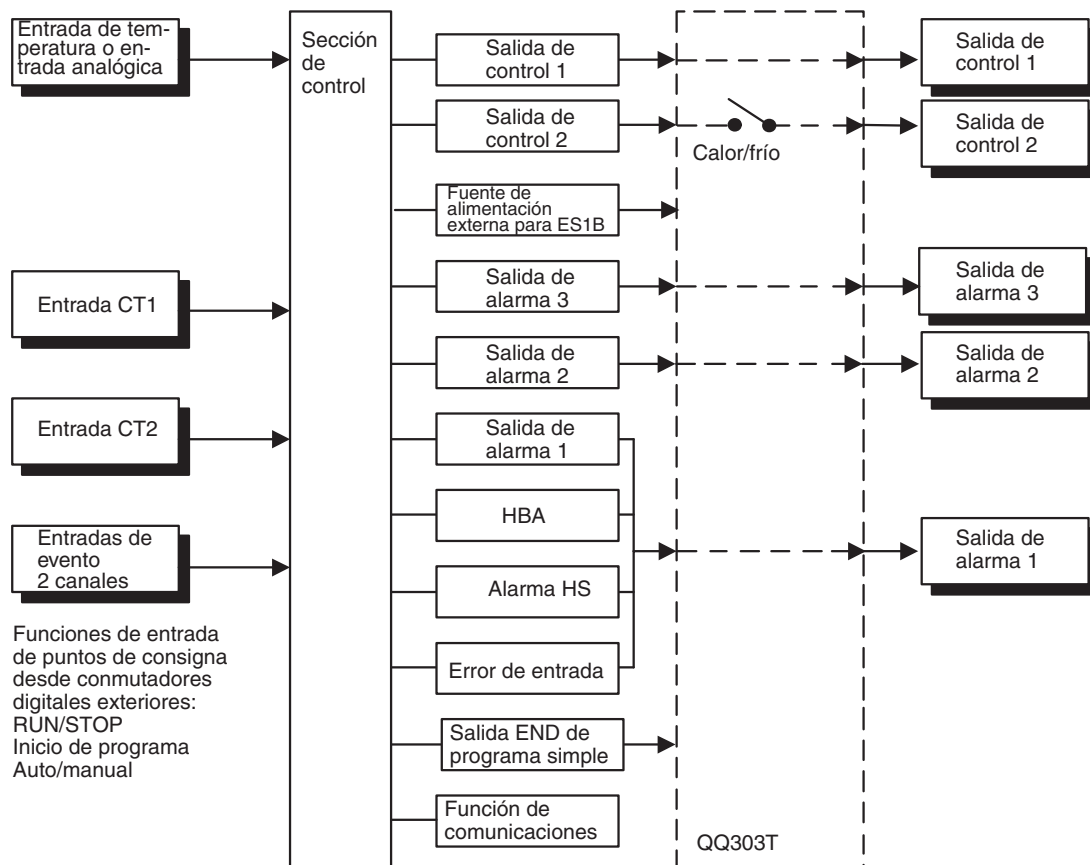 Entrada de tem-
peratura o en-
trada analógica
Entrada CT1
Entrada CT2
Entradas de
evento
2 canales
Funciones de entrada
de puntos de consigna
desde conmutadores
digitales exteriores:
RUN/STOP
Inicio de programa
Auto/manual
Sección
de
control
Salida de
control 1
Salida de
control 2
Fuente de
alimentación
externa para ES1B
Salida de
alarma 3
Salida de
alarma 2
Salida de
alarma 1
HBA
Alarma HS
Error de entrada
Salida END de
programa simple
Función de
comunicaciones
Calor/frío
QQ303T
Salida de
control 1
Salida de
control 2
Salida de
alarma 3
Salida de
alarma 2
Salida de
alarma 1